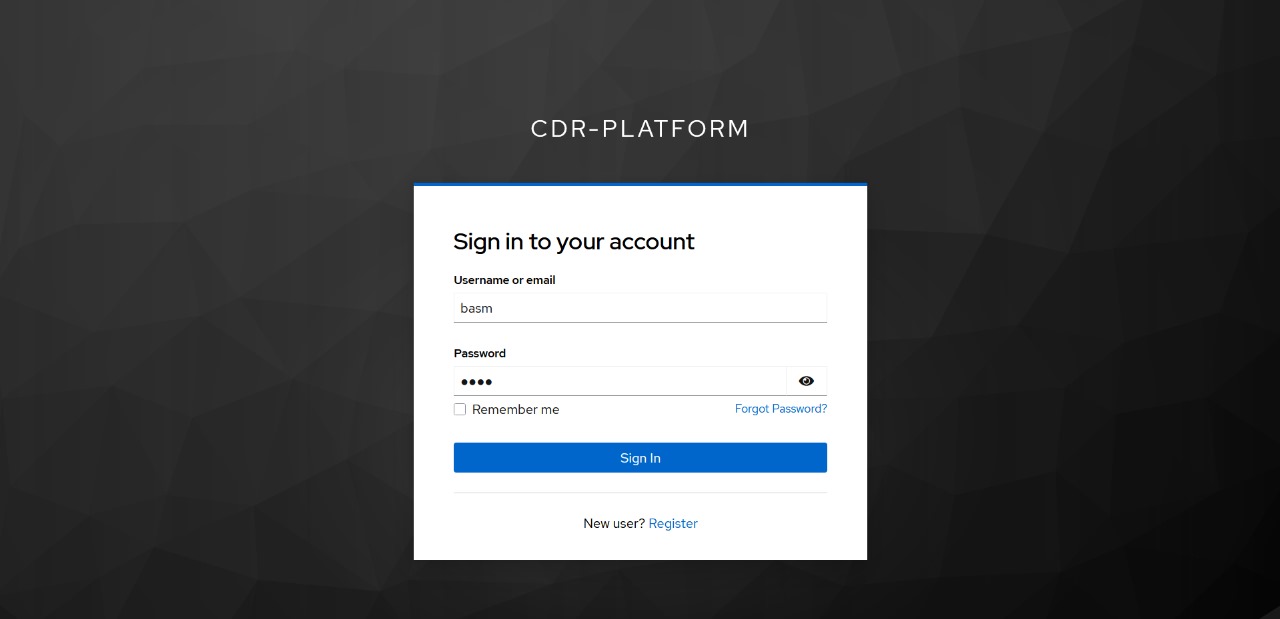 CDR-PLATFORM
Sign in to your account
Username or email
basm
Password
••••
Remember me Forgot Password?
Sign In
New user? Register